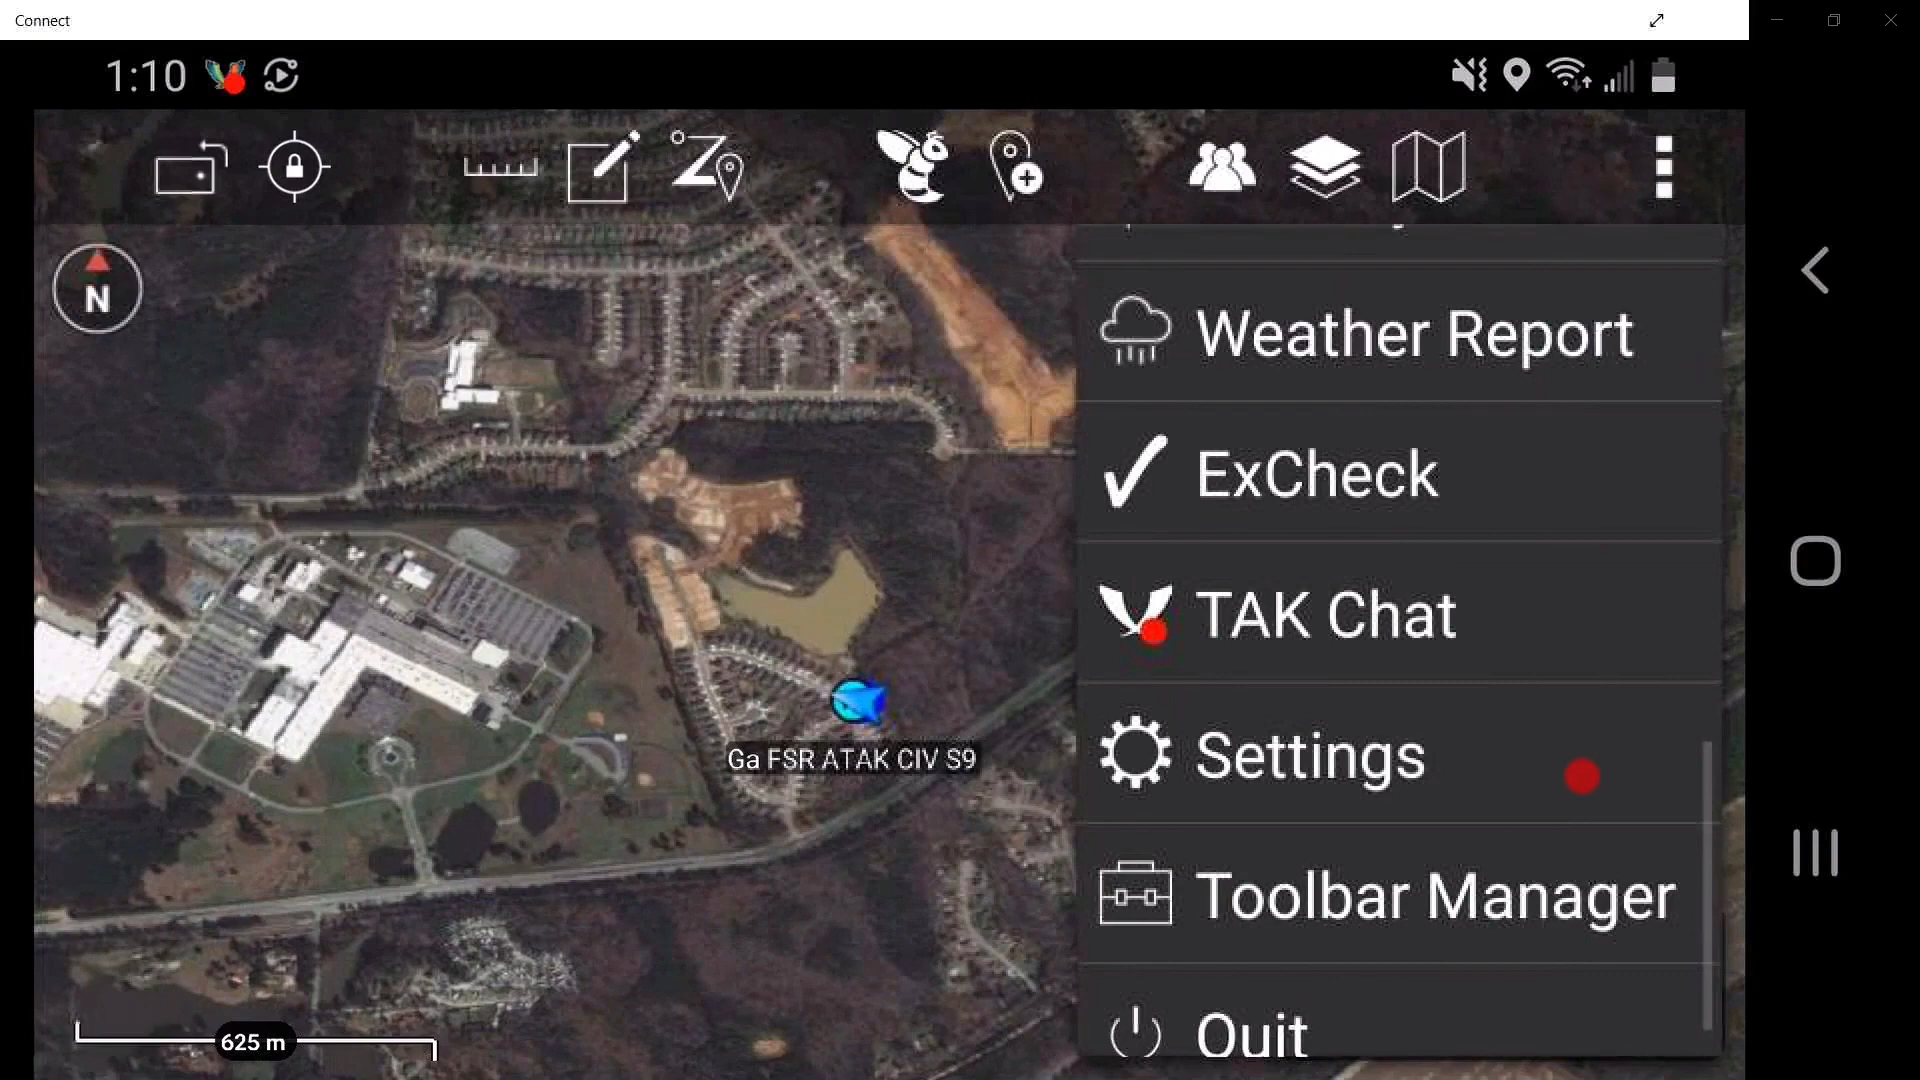 Connect
1:10
N
Weather Report
ExCheck
TAK Chat
Settings
Ga FSR ATAK CIV S9
Toolbar Manager
Quit
625 m